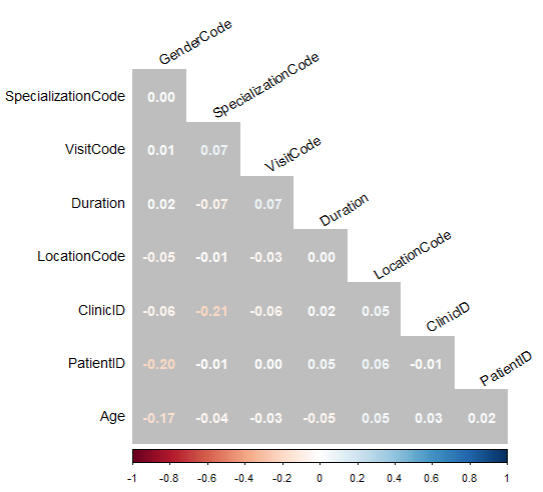 GenderCode
SpecializationCode 0.00 SpecializationCode
VisitCode 0.01 0.07 VisitCode
Duration 0.02 -0.07 0.07 Duration
LocationCode -0.05 -0.01 -0.03 0.00 LocationCode
ClinicID -0.06 -0.21 -0.06 0.02 0.05 ClinicID
PatientID -0.20 -0.01 0.00 0.05 0.06 -0.01 PatientID
Age -0.17 -0.04 -0.03 -0.05 0.05 0.03 0.02
-1 -0.8 -0.6 -0.4 -0.2 0 0.2 0.4 0.6 0.8 1